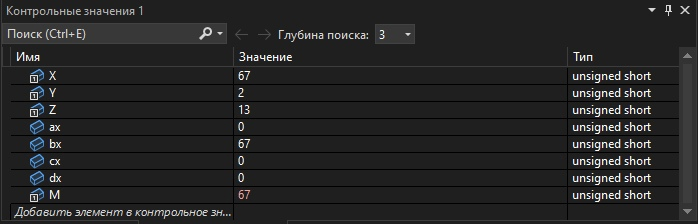 Контрольные значения 1
Поиск (Ctrl+E) Глубина поиска: 3
Имя Значение Тип
X 67 unsigned short
Y 2 unsigned short
Z 13 unsigned short
ax 0 unsigned short
bx 67 unsigned short
cx 0 unsigned short
dx 0 unsigned short
M 67 unsigned short
Добавить элемент в контрольное зн...